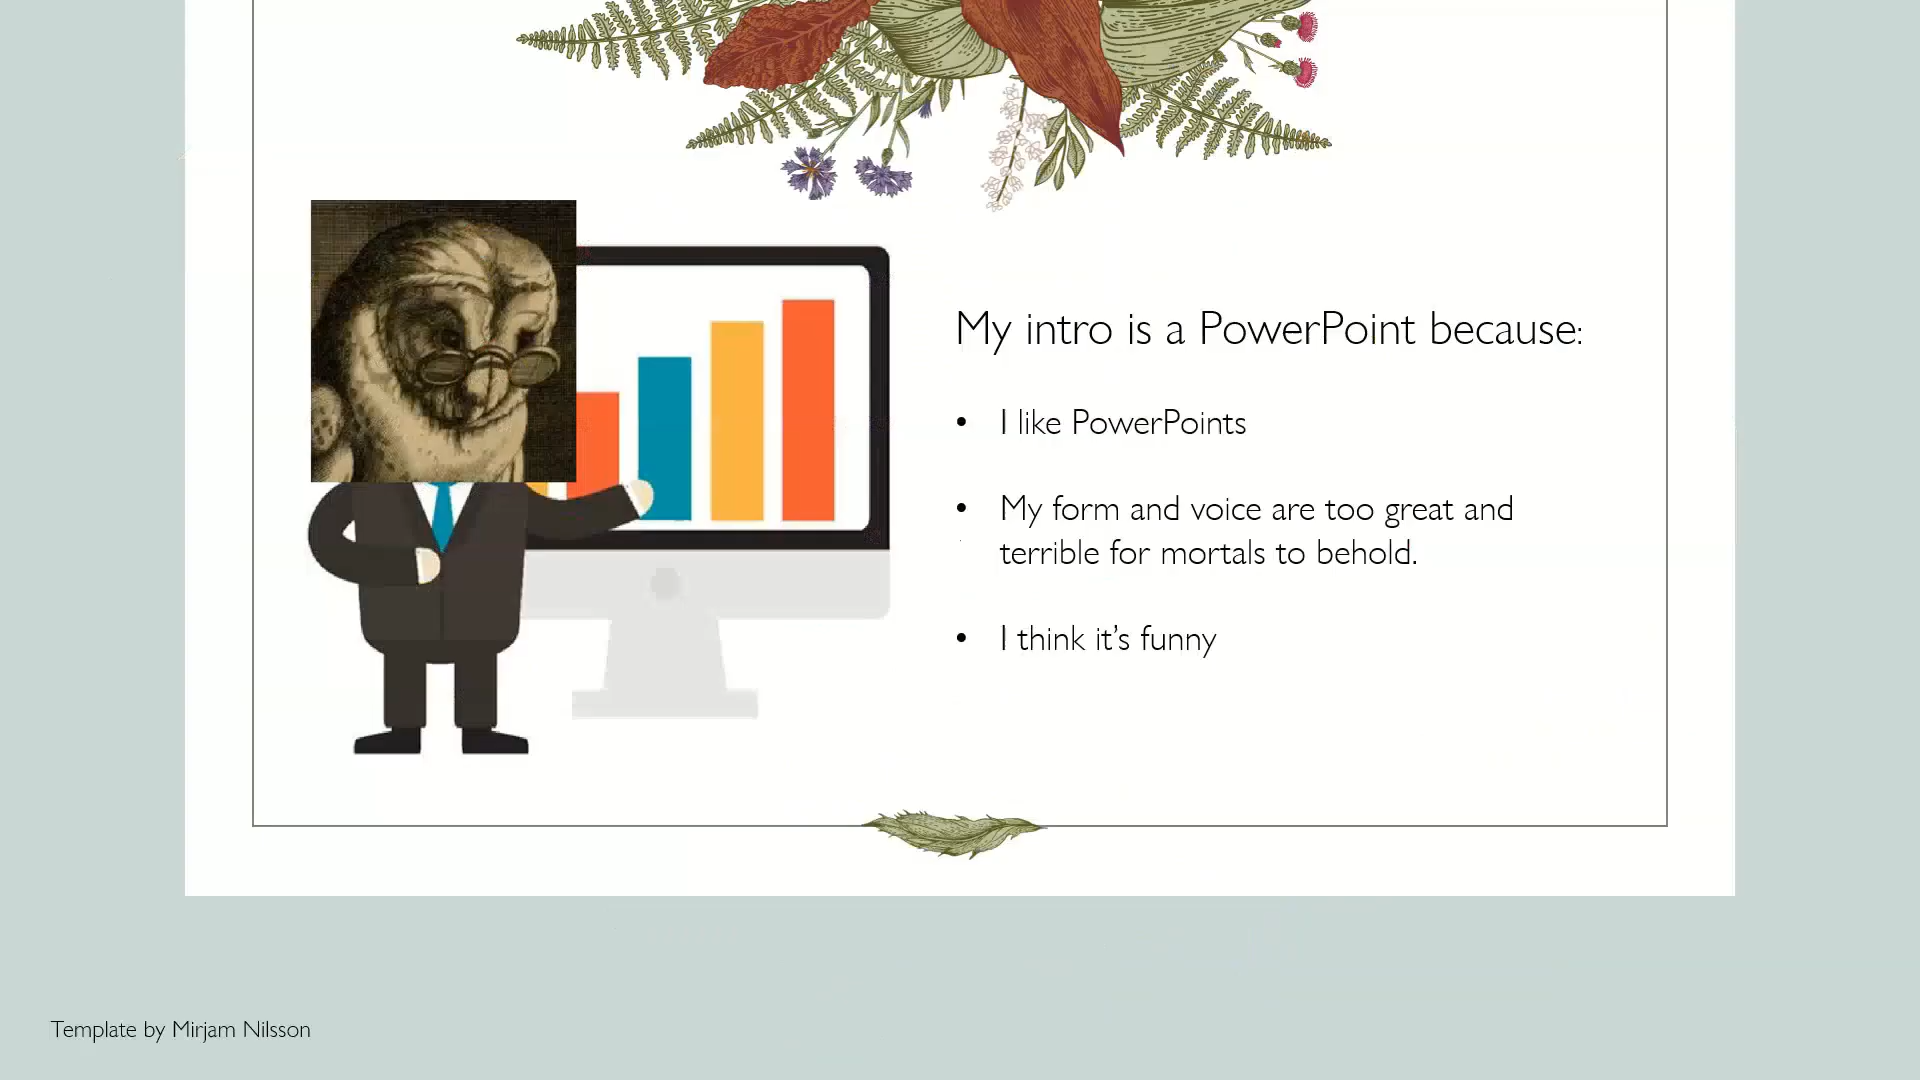 My intro is a PowerPoint because:
• I like PowerPoints
• My form and voice are too great and
terrible for mortals to behold.
• I think it’s funny
Template by Mirjam Nilsson